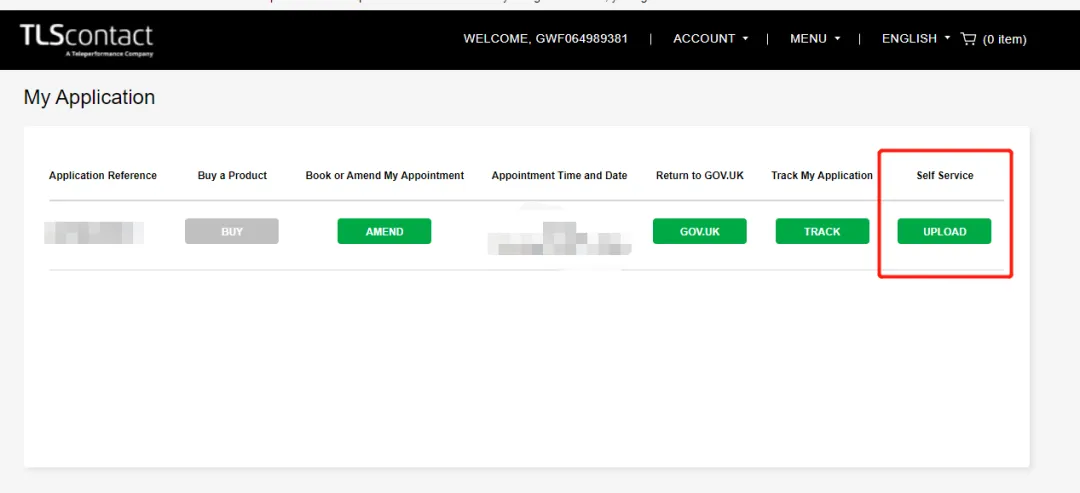 TLScontact
A Teleperformance Company
WELCOME, GWF064989381 | ACCOUNT | MENU | ENGLISH (0 item)
My Application
Application Reference Buy a Product Book or Amend My Appointment Appointment Time and Date Return to GOV.UK Track My Application Self Service
BUY AMEND GOV.UK TRACK UPLOAD